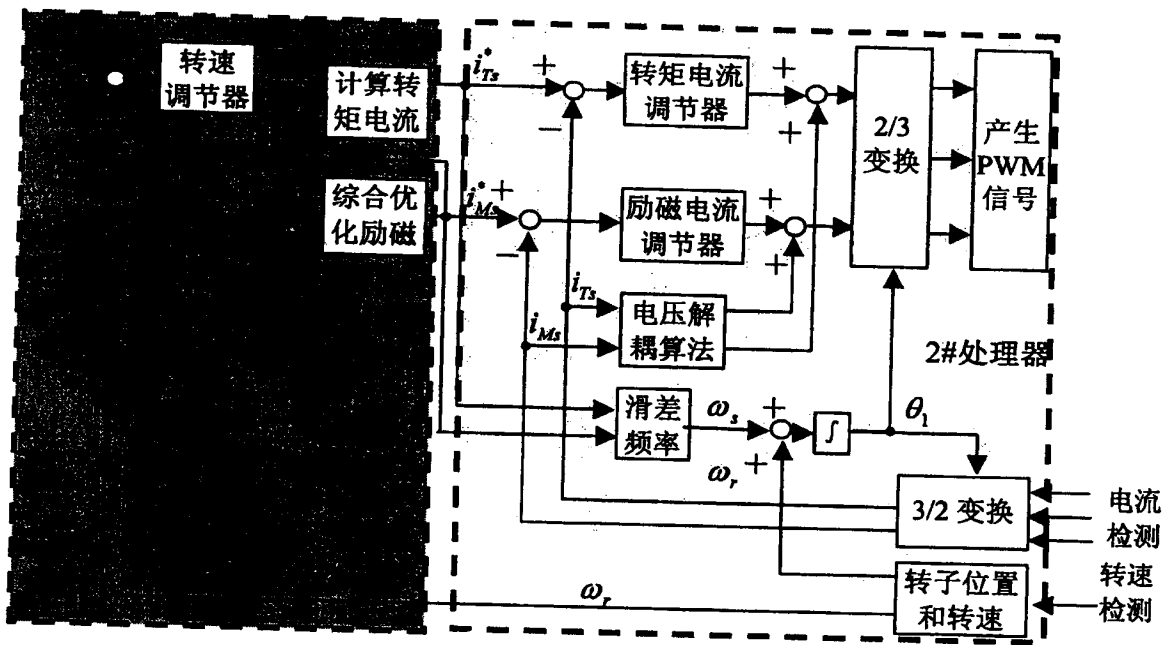 转速
调节器
计算转
矩电流
综合优
化励磁
i*Ts
+
−
转矩电流
调节器
+
+
2/3
变换
产生
PWM
信号
i*Ms
+
−
励磁电流
调节器
+
+
iTs
iMs
电压解
耦算法
2#处理器
滑差
频率
ωs
+
+
∫
θ1
ωr
3/2 变换
电流
检测
转子位置
和转速
转速
检测
ωr